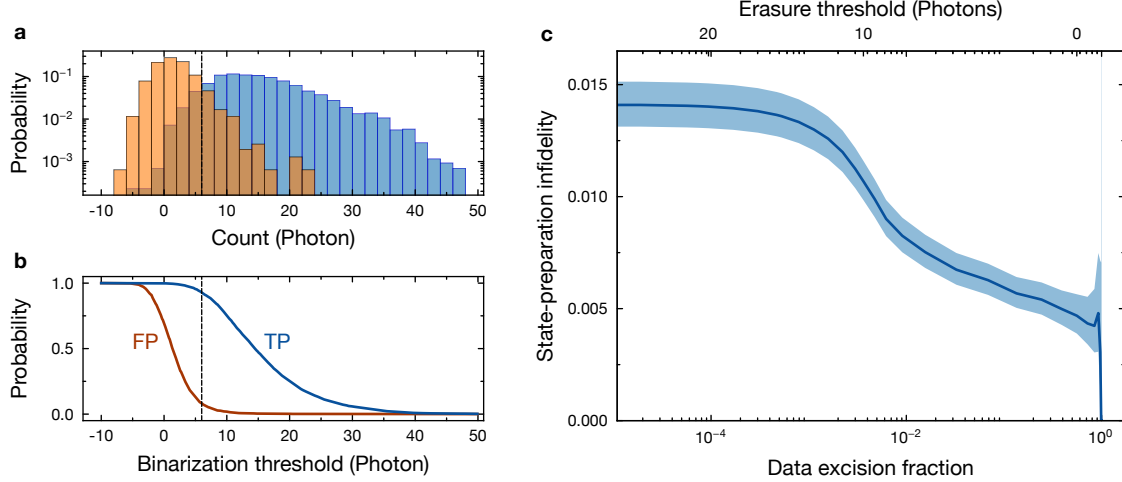 a
Probability
10⁻¹
10⁻²
10⁻³
-10 0 10 20 30 40 50
Count (Photon)
b
Probability
1.0
0.5
0.0
FP
TP
-10 0 10 20 30 40 50
Binarization threshold (Photon)
c
Erasure threshold (Photons)
20 10 0
State-preparation infidelity
0.015
0.010
0.005
0.000
10⁻⁴ 10⁻² 10⁰
Data excision fraction